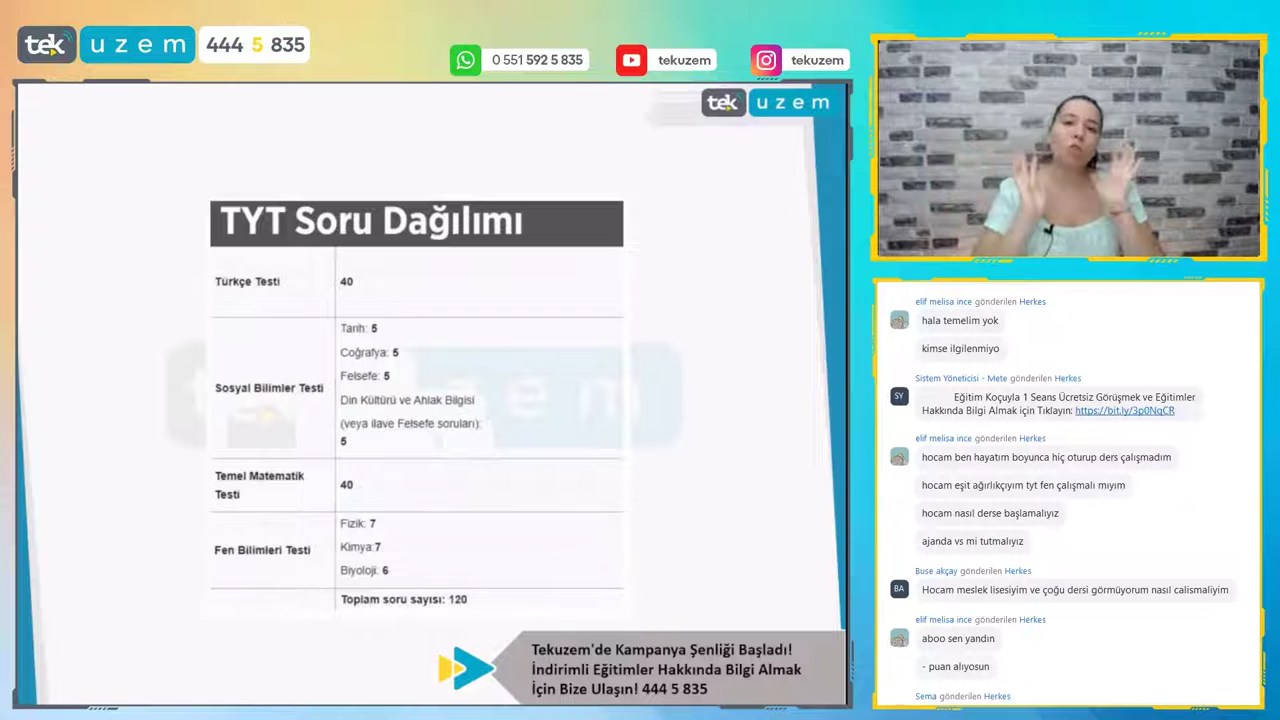 tek uzem 444 5 835
0 551 592 5 835 tekuzem tekuzem
tek uzem
TYT Soru Dağılımı
Türkçe Testi 40
Sosyal Bilimler Testi
Tarih: 5
Coğrafya: 5
Felsefe: 5
Din Kültürü ve Ahlak Bilgisi
(veya ilave Felsefe soruları):
5
Temel Matematik
Testi
40
Fen Bilimleri Testi
Fizik: 7
Kimya:7
Biyoloji: 6
Toplam soru sayısı: 120
Tekuzem'de Kampanya Şenliği Başladı!
İndirimli Eğitimler Hakkında Bilgi Almak
İçin Bize Ulaşın! 444 5 835
elif melisa ince gönderilen Herkes
hala temelim yok
kimse ilgilenmiyo
Sistem Yöneticisi - Mete gönderilen Herkes
SY
Eğitim Koçuyla 1 Seans Ücretsiz Görüşmek ve Eğitimler
Hakkında Bilgi Almak için Tıklayın: https://bit.ly/3p0NqCR
elif melisa ince gönderilen Herkes
hocam ben hayatım boyunca hiç oturup ders çalışmadım
hocam eşit ağırlıkçıyım tyt fen çalışmalı mıyım
hocam nasıl derse başlamalıyız
ajanda vs mi tutmalıyız
Buse akçay gönderilen Herkes
BA
Hocam meslek lisesiyim ve çoğu dersi görmüyorum nasıl calismaliyim
elif melisa ince gönderilen Herkes
aboo sen yandın
- puan alıyosun
Sema gönderilen Herkes